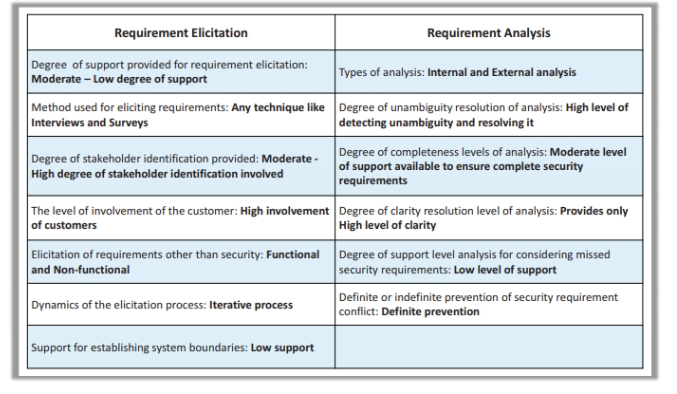 Requirement Elicitation
Requirement Analysis
Degree of support provided for requirement elicitation:
Moderate – Low degree of support
Types of analysis: Internal and External analysis
Method used for eliciting requirements: Any technique like
Interviews and Surveys
Degree of unambiguity resolution of analysis: High level of
detecting unambiguity and resolving it
Degree of stakeholder identification provided: Moderate -
High degree of stakeholder identification involved
Degree of completeness levels of analysis: Moderate level
of support available to ensure complete security
requirements
The level of involvement of the customer: High involvement
of customers
Degree of clarity resolution level of analysis: Provides only
High level of clarity
Elicitation of requirements other than security: Functional
and Non-functional
Degree of support level analysis for considering missed
security requirements: Low level of support
Dynamics of the elicitation process: Iterative process
Definite or indefinite prevention of security requirement
conflict: Definite prevention
Support for establishing system boundaries: Low support